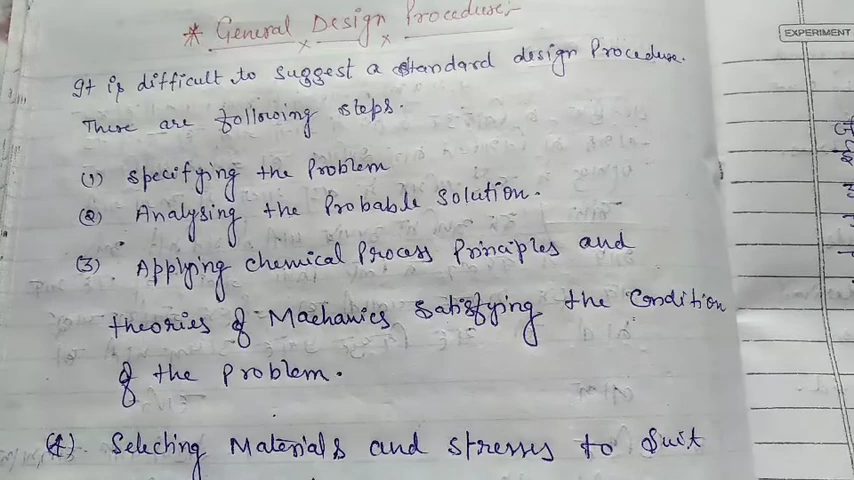 * General Design Procedure:-
It is difficult to suggest a standard design Procedure.
There are following steps.
(1) Specifying the Problem
(2) Analysing the Probable Solution.
(3) Applying chemical Process Principles and
theories of Machanics satisfying the Condition
of the Problem.
(4) Selecting Materials and stresses to Suit
EXPERIMENT